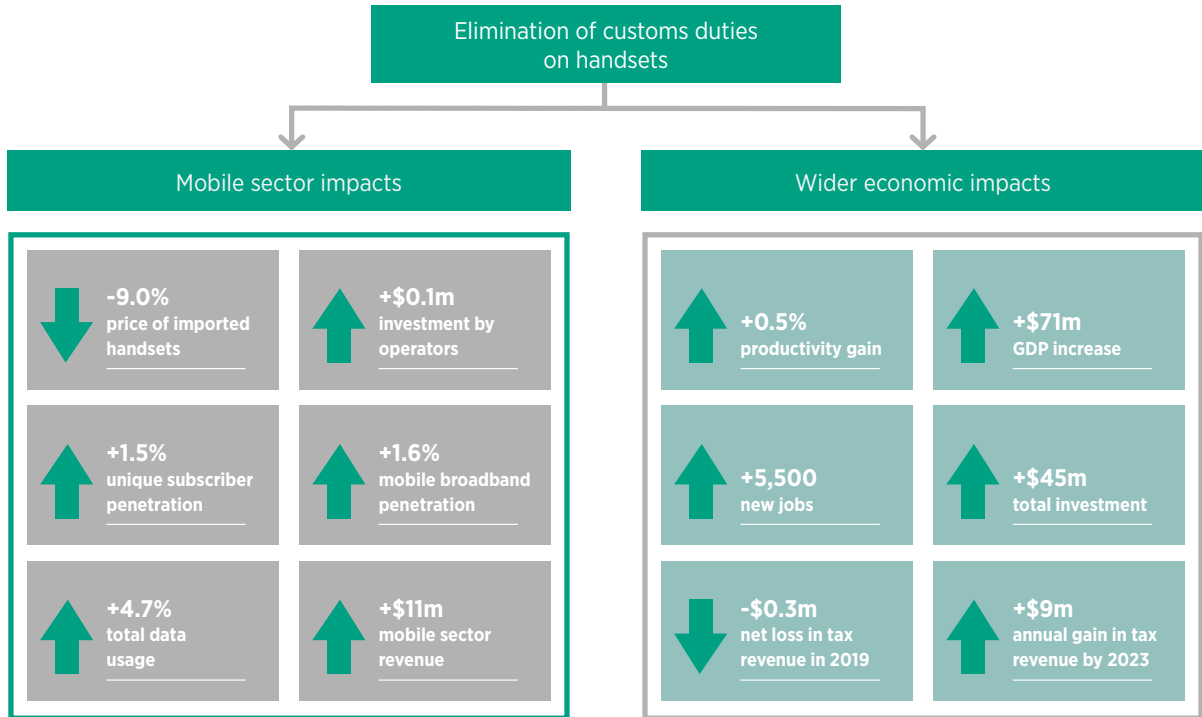 Elimination of customs duties
on handsets
Mobile sector impacts
-9.0%
price of imported
handsets
+$0.1m
investment by
operators
+1.5%
unique subscriber
penetration
+1.6%
mobile broadband
penetration
+4.7%
total data
usage
+$11m
mobile sector
revenue
Wider economic impacts
+0.5%
productivity gain
+$71m
GDP increase
+5,500
new jobs
+$45m
total investment
-$0.3m
net loss in tax
revenue in 2019
+$9m
annual gain in tax
revenue by 2023